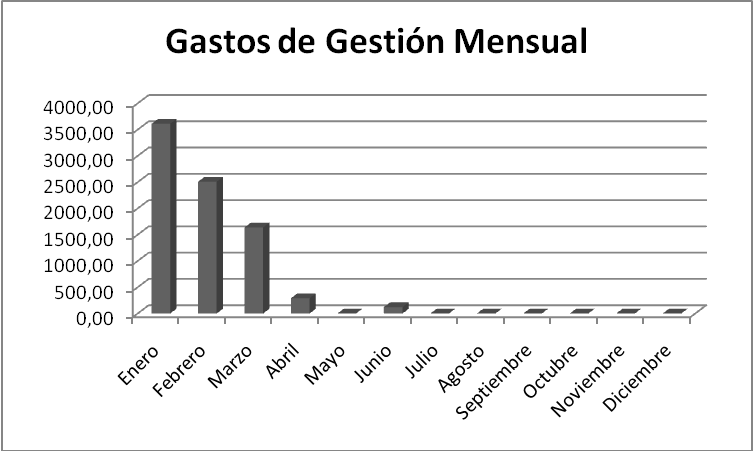 Gastos de Gestión Mensual
4000,00
3500,00
3000,00
2500,00
2000,00
1500,00
1000,00
500,00
0,00
Enero
Febrero
Marzo
Abril
Mayo
Junio
Julio
Agosto
Septiembre
Octubre
Noviembre
Diciembre